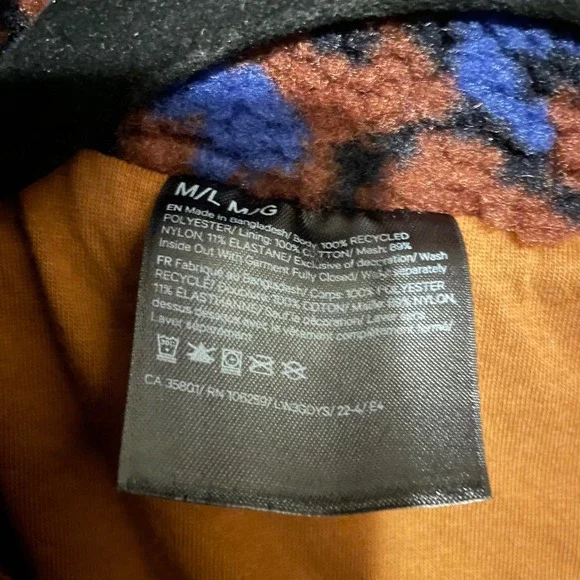 M/L M/G
EN Made in Bangladesh/ Body: 100% RECYCLED
POLYESTER/ Lining: 100% COTTON/ Mesh: 89%
NYLON, 11% ELASTANE/ Exclusive of decoration/ Wash
Inside Out With Garment Fully Closed/ Wash Separately
FR Fabriqué au Bangladesh/ Corps: 100% POLYESTER
RECYCLÉ/ Doublure: 100% COTON/ Maille: 89% NYLON,
11% ÉLASTHANNE/ Sauf la décoration/ Laver à l'envers
dessus dessous avec le vêtement complètement fermé/
Laver séparément
CA 35801/ RN 106259/ LW3GDYS/ 22-4/ E4